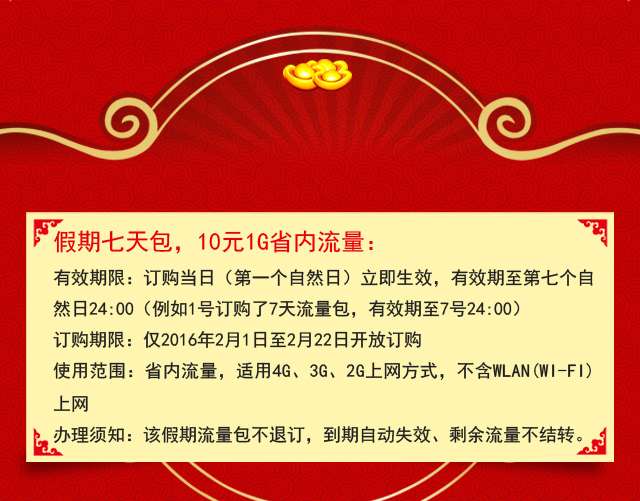 假期七天包，10元1G省内流量：
有效期限：订购当日（第一个自然日）立即生效，有效期至第七个自
然日24:00（例如1号订购了7天流量包，有效期至7号24:00）
订购期限：仅2016年2月1日至2月22日开放订购
使用范围：省内流量，适用4G、3G、2G上网方式，不含WLAN(WI-FI)
上网
办理须知：该假期流量包不退订，到期自动失效、剩余流量不结转。